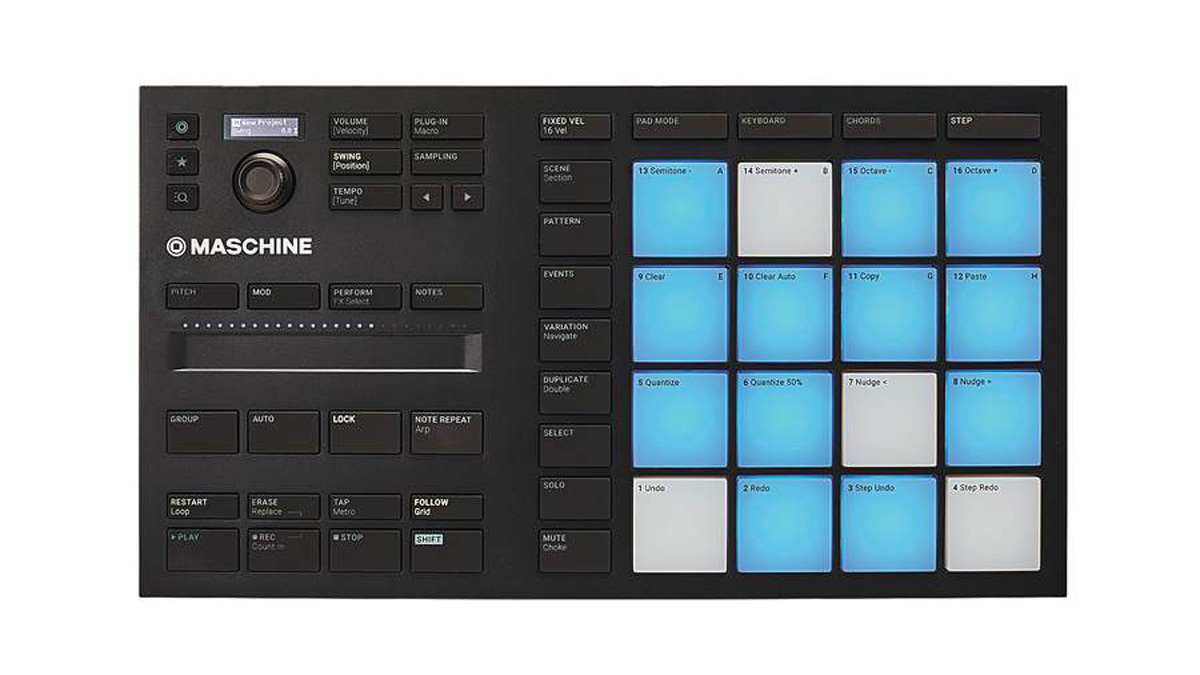 New Project
Swing 0.0 %
VOLUME
[Velocity]
PLUG-IN
Macro
SWING
[Position]
SAMPLING
TEMPO
[Tune]
MASCHINE
PITCH
MOD
PERFORM
FX Select
NOTES
GROUP
AUTO
LOCK
NOTE REPEAT
Arp
RESTART
Loop
ERASE
Replace
TAP
Metro
FOLLOW
Grid
PLAY
REC
Count in
STOP
SHIFT
FIXED VEL
16 Vel
PAD MODE
KEYBOARD
CHORDS
STEP
SCENE
Section
PATTERN
EVENTS
VARIATION
Navigate
DUPLICATE
Double
SELECT
SOLO
MUTE
Choke
13 Semitone - A
14 Semitone + B
15 Octave - C
16 Octave + D
9 Clear E
10 Clear Auto F
11 Copy G
12 Paste H
5 Quantize
6 Quantize 50%
7 Nudge <
8 Nudge >
1 Undo
2 Redo
3 Step Undo
4 Step Redo